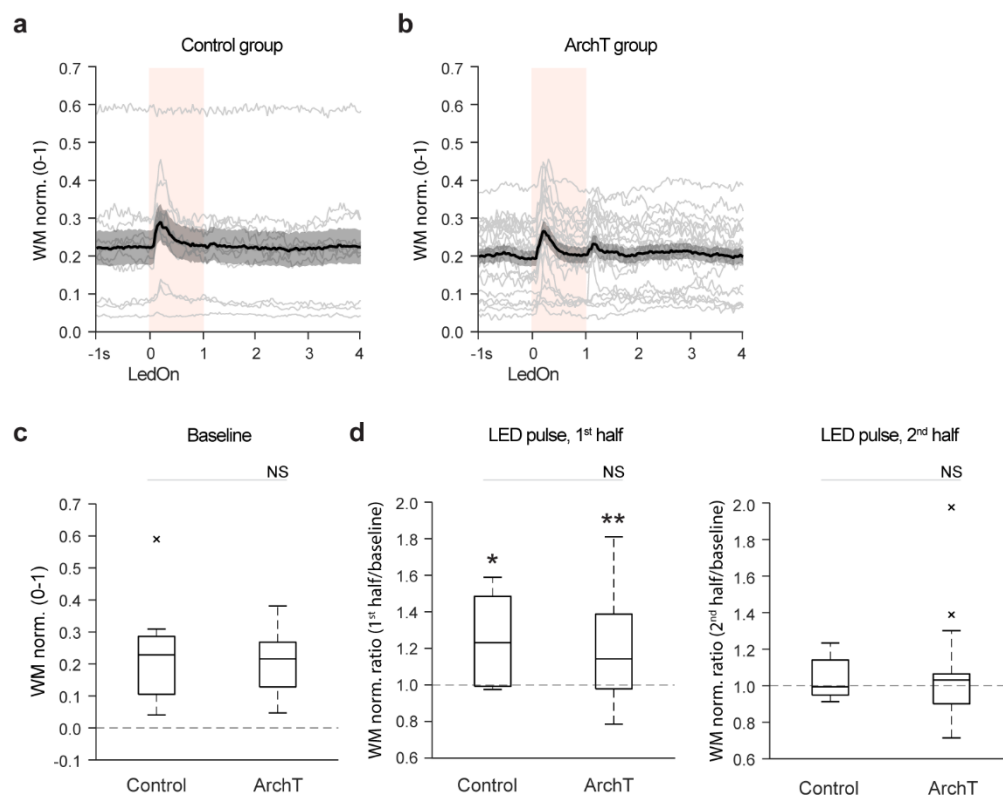 a
Control group
WM norm. (0-1)
0.7
0.6
0.5
0.4
0.3
0.2
0.1
0.0
-1s 0 1 2 3 4
LedOn
b
ArchT group
WM norm. (0-1)
0.7
0.6
0.5
0.4
0.3
0.2
0.1
0.0
-1s 0 1 2 3 4
LedOn
c
Baseline
NS
WM norm. (0-1)
0.7
0.6
0.5
0.4
0.3
0.2
0.1
0.0
-0.1
Control ArchT
d
LED pulse, 1st half
NS
WM norm. ratio (1st half/baseline)
2.0
1.8
1.6
1.4
1.2
1.0
0.8
0.6
* **
Control ArchT
LED pulse, 2nd half
NS
WM norm. ratio (2nd half/baseline)
2.0
1.8
1.6
1.4
1.2
1.0
0.8
0.6
Control ArchT